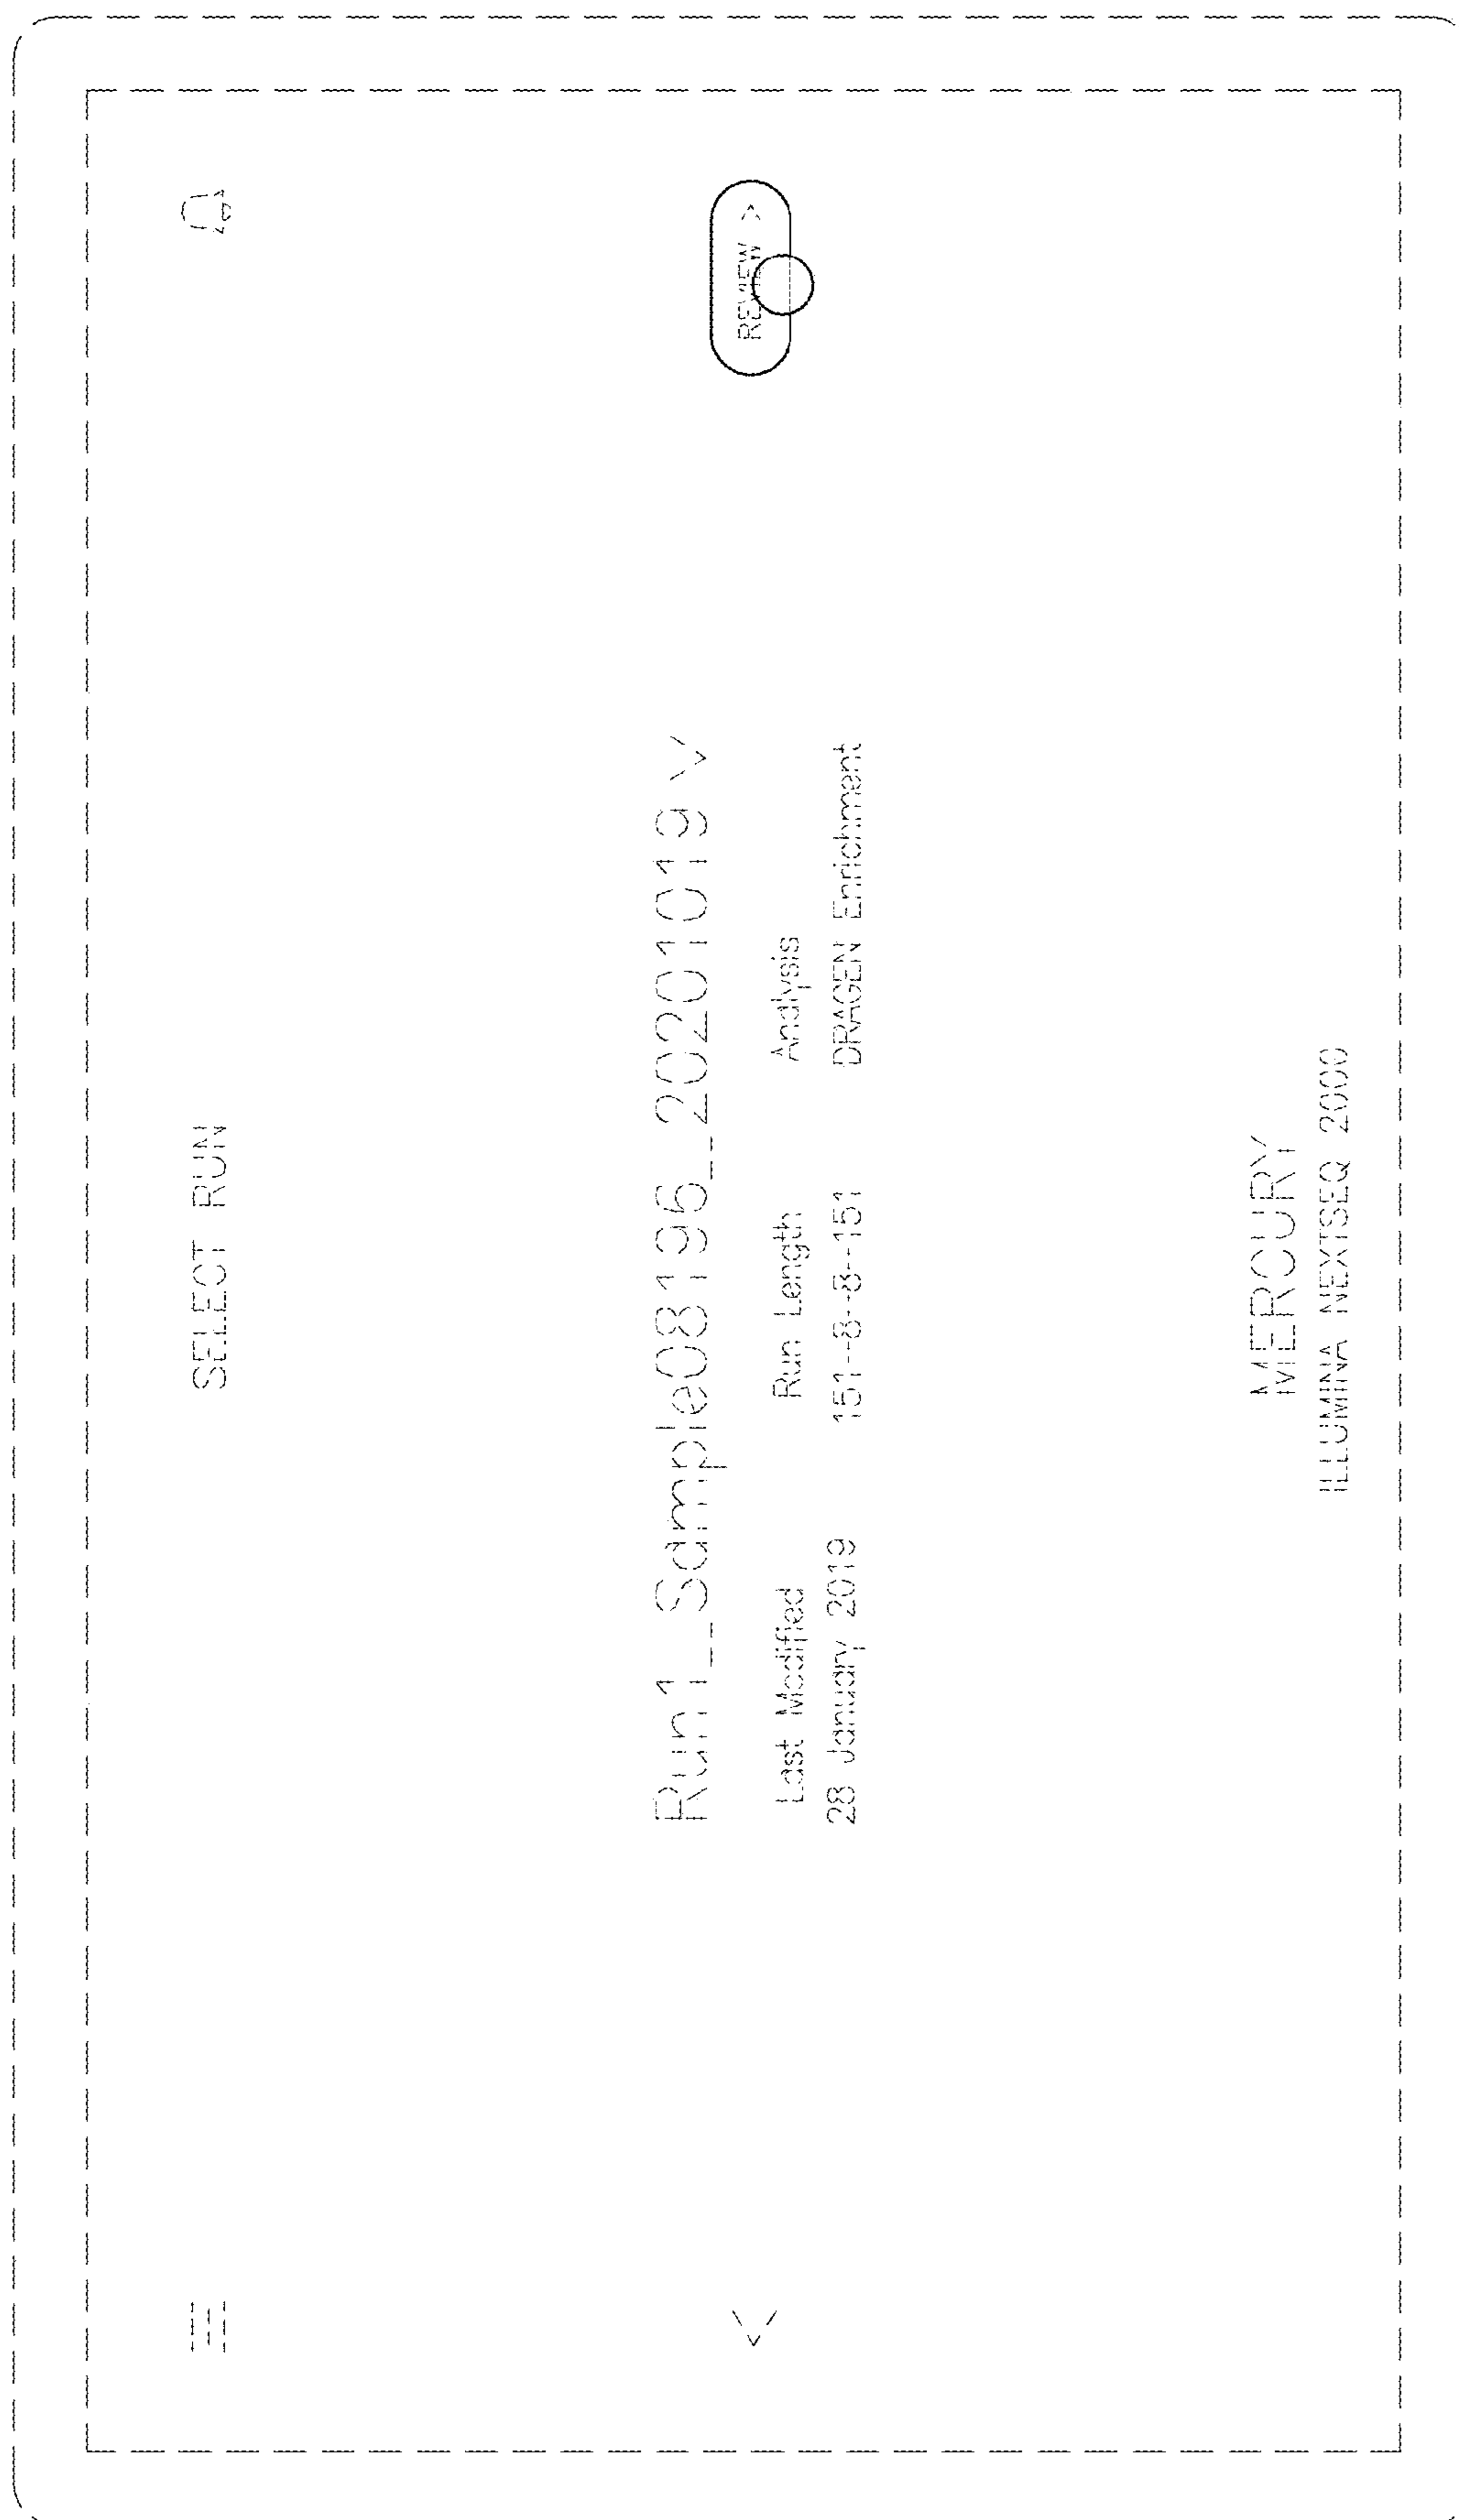 SELECT RUN
Run1_Sample08196_20201019
Last Modified
28 January 2019
Run Length
151-8-8-151
Analysis
DRAGEN Enrichment
REVIEW >
MERCURY
ILLUMINA NEXTSEQ 2000